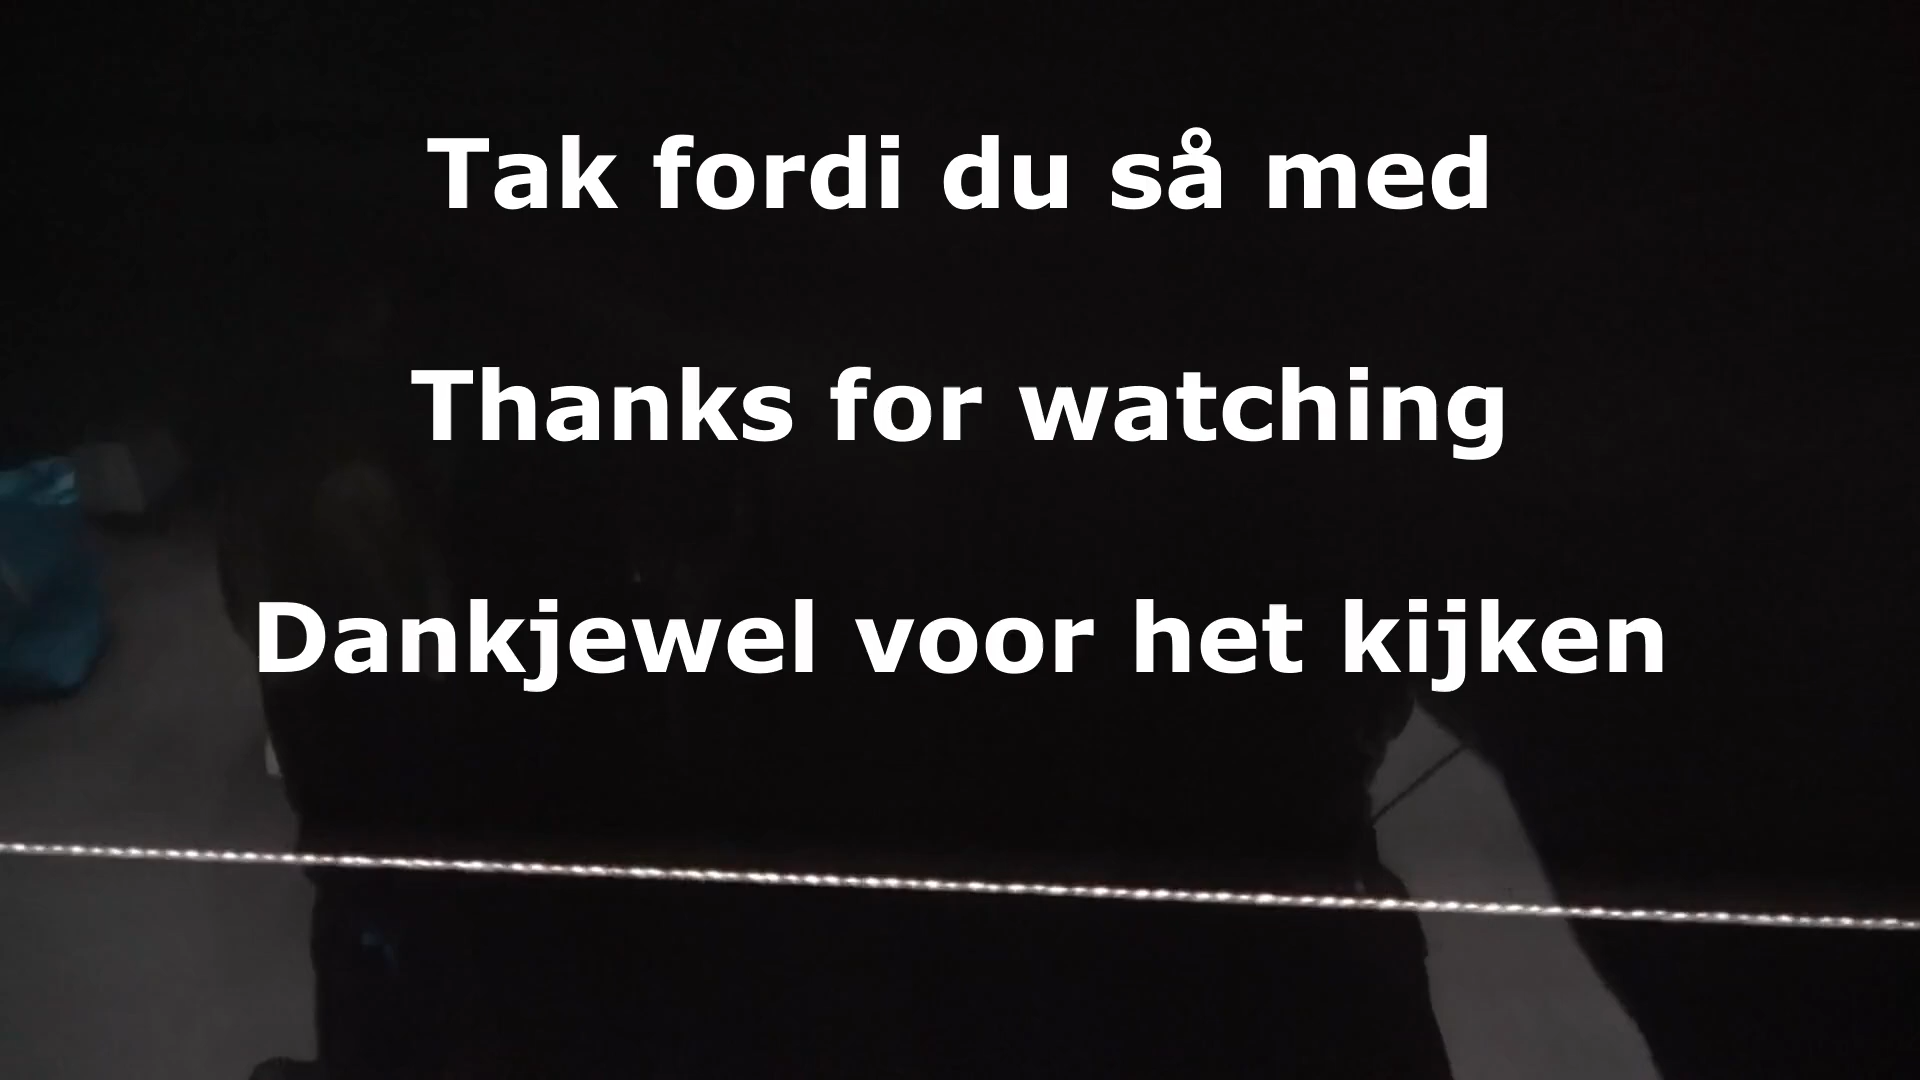 Tak fordi du så med
Thanks for watching
Dankjewel voor het kijken